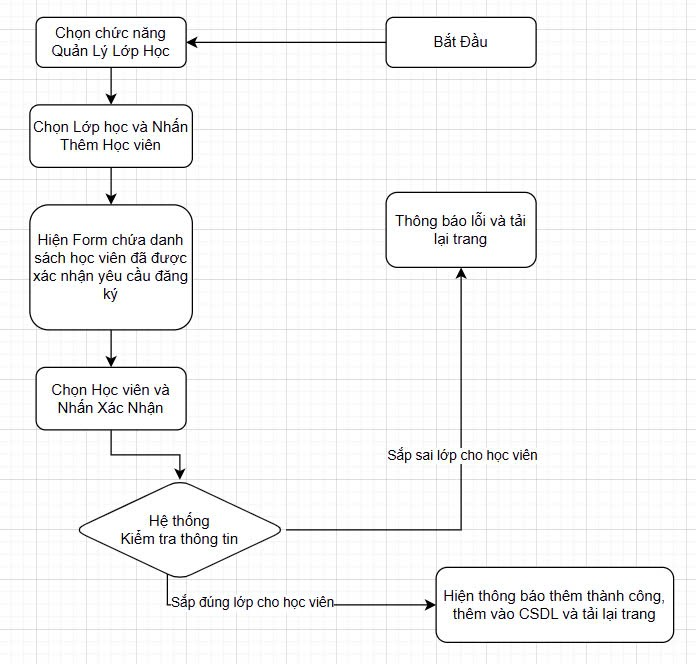 Chọn chức năng
Quản Lý Lớp Học
Bắt Đầu
Chọn Lớp học và Nhấn
Thêm Học viên
Hiện Form chứa danh
sách học viên đã được
xác nhận yêu cầu đăng
ký
Thông báo lỗi và tải
lại trang
Chọn Học viên và
Nhấn Xác Nhận
Sắp sai lớp cho học viên
Hệ thống
Kiểm tra thông tin
Sắp đúng lớp cho học viên
Hiện thông báo thêm thành công,
thêm vào CSDL và tải lại trang